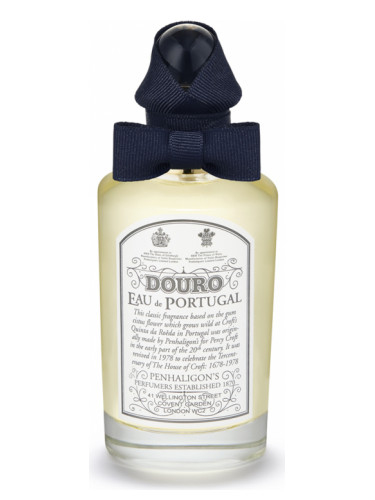 DOURO
EAU de PORTUGAL
This classic fragrance based on the gum
cistus flower which grows wild at Croft's
Quinta da Roêda in Portugal was origin-
ally made by Penhaligon's for Percy Croft
in the early part of the 20th century. It was
revived in 1978 to celebrate the Tercen-
tenary of The House of Croft: 1678-1978
PENHALIGON'S
PERFUMERS ESTABLISHED 1870
41 WELLINGTON STREET
COVENT GARDEN
LONDON WC2